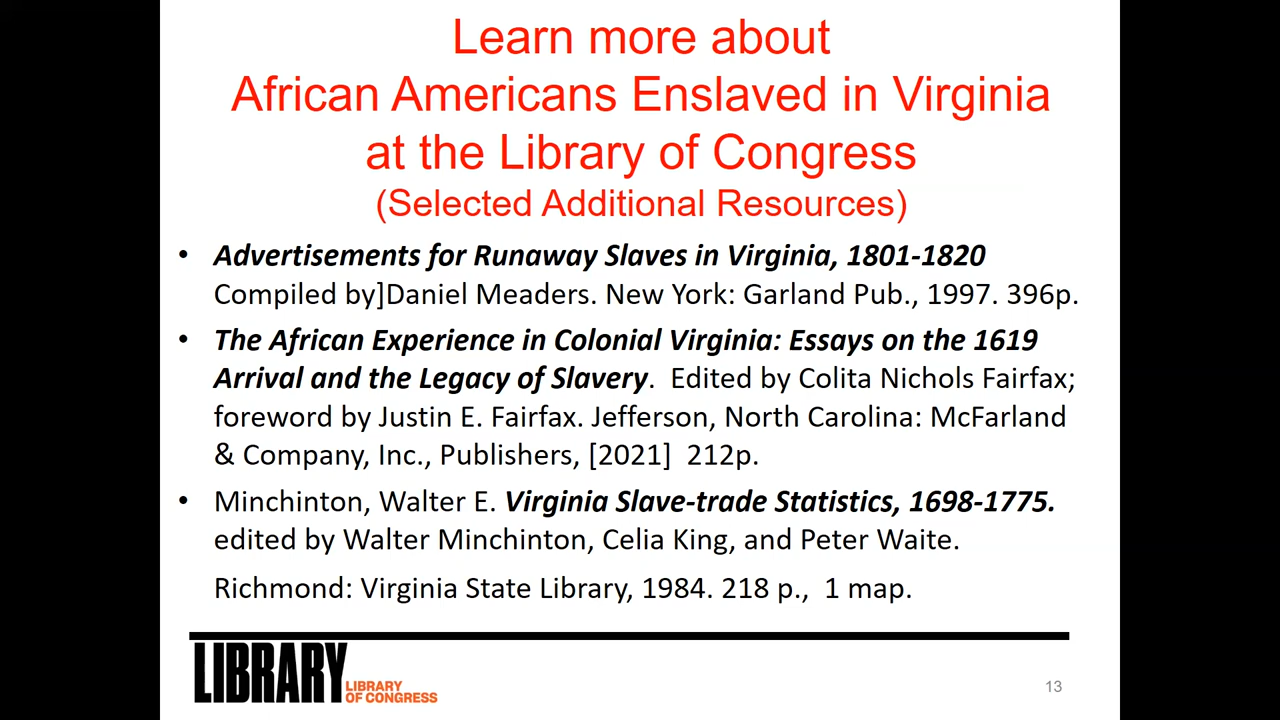 Learn more about
African Americans Enslaved in Virginia
at the Library of Congress
(Selected Additional Resources)
• Advertisements for Runaway Slaves in Virginia, 1801-1820
Compiled by]Daniel Meaders. New York: Garland Pub., 1997. 396p.
• The African Experience in Colonial Virginia: Essays on the 1619
Arrival and the Legacy of Slavery.  Edited by Colita Nichols Fairfax;
foreword by Justin E. Fairfax. Jefferson, North Carolina: McFarland
& Company, Inc., Publishers, [2021]  212p.
• Minchinton, Walter E. Virginia Slave-trade Statistics, 1698-1775.
edited by Walter Minchinton, Celia King, and Peter Waite.
Richmond: Virginia State Library, 1984. 218 p.,  1 map.
LIBRARY
LIBRARY
OF CONGRESS
13